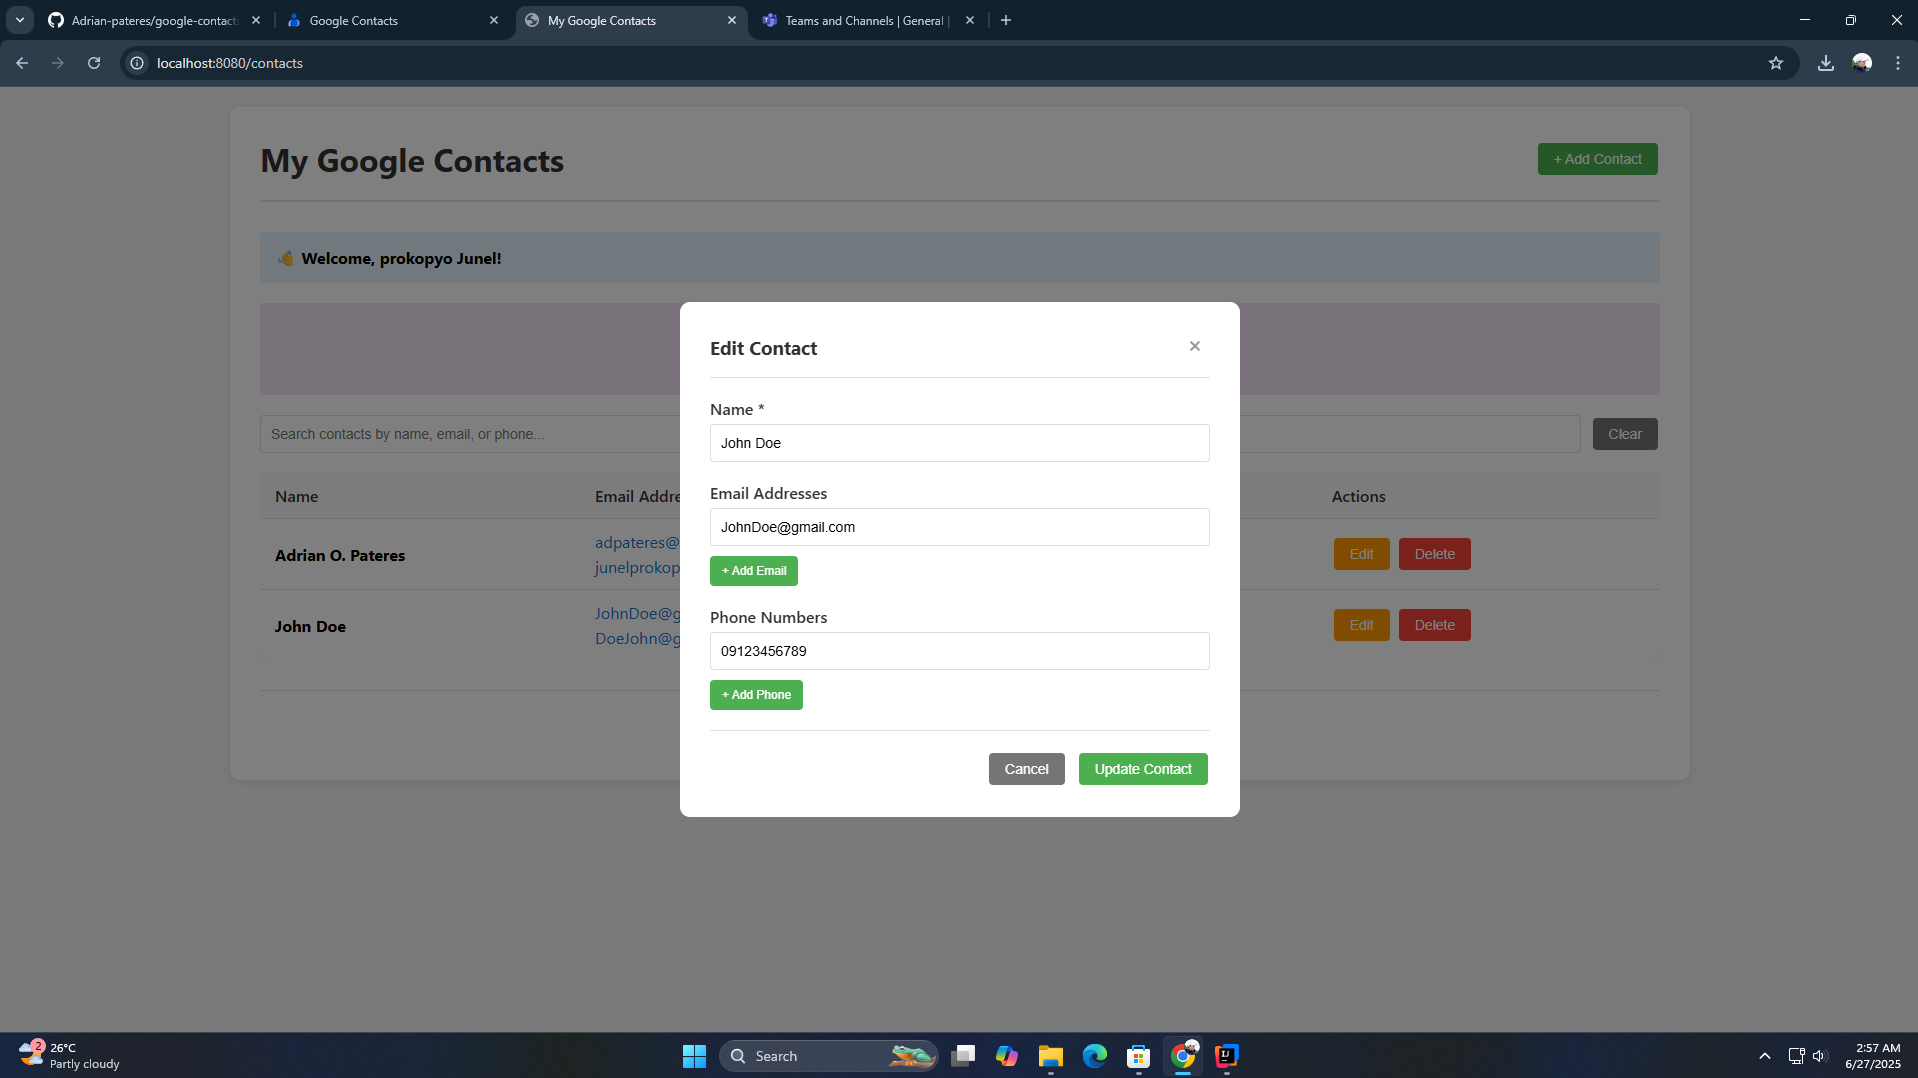 Adrian-pateres/google-contact
Google Contacts
My Google Contacts
Teams and Channels | General |
localhost:8080/contacts
My Google Contacts
+ Add Contact
Welcome, prokopyo Junel!
Search contacts by name, email, or phone...
Clear
Name
Email Addre
Actions
Adrian O. Pateres
adpateres@
junelprokop
Edit
Delete
John Doe
JohnDoe@g
DoeJohn@g
Edit
Delete
Edit Contact
Name *
John Doe
Email Addresses
JohnDoe@gmail.com
+ Add Email
Phone Numbers
09123456789
+ Add Phone
Cancel
Update Contact
2
26°C
Partly cloudy
Search
IJ
2:57 AM
6/27/2025